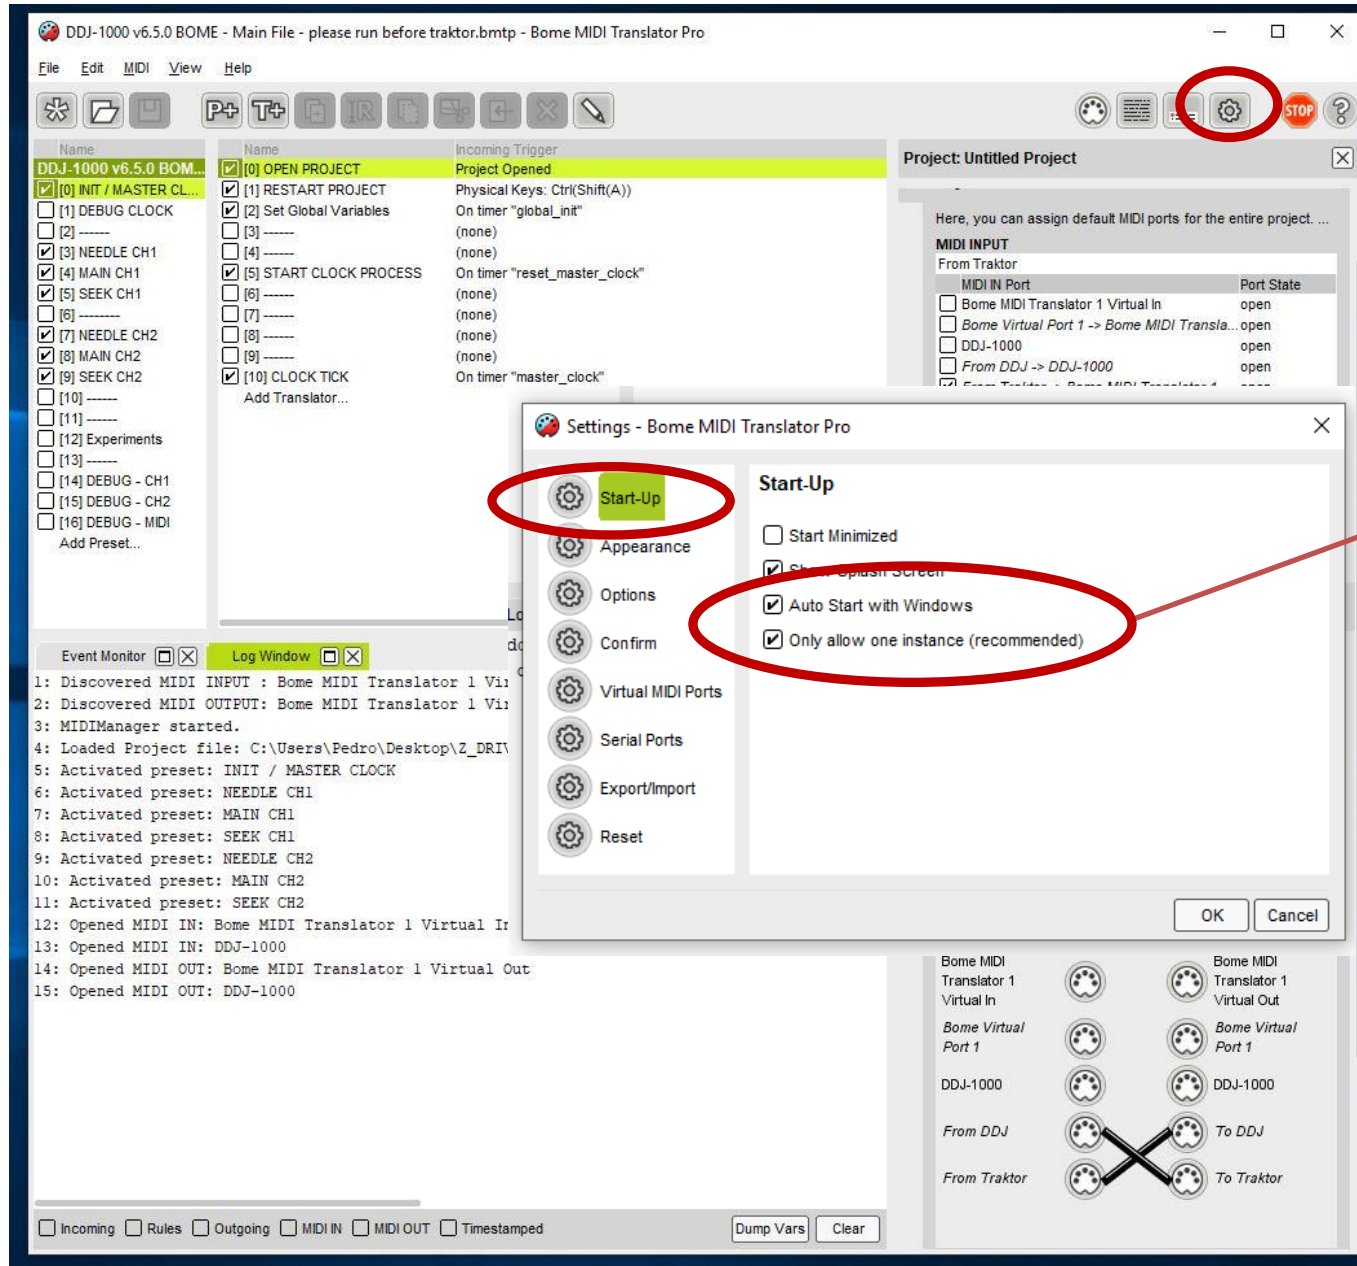 DDJ-1000 v6.5.0 BOME - Main File - please run before traktor.bmtp - Bome MIDI Translator Pro
File Edit MIDI View Help
P+ T+ IR STOP ?
Name
DDJ-1000 v6.5.0 BOM...
[0] INIT / MASTER CL...
[1] DEBUG CLOCK
[2] ------
[3] NEEDLE CH1
[4] MAIN CH1
[5] SEEK CH1
[6] --------
[7] NEEDLE CH2
[8] MAIN CH2
[9] SEEK CH2
[10] ------
[11] ------
[12] Experiments
[13] ------
[14] DEBUG - CH1
[15] DEBUG - CH2
[16] DEBUG - MIDI
Add Preset...
Name Incoming Trigger
[0] OPEN PROJECT Project Opened
[1] RESTART PROJECT Physical Keys: Ctrl(Shift(A))
[2] Set Global Variables On timer "global_init"
[3] ------ (none)
[4] ------ (none)
[5] START CLOCK PROCESS On timer "reset_master_clock"
[6] ------ (none)
[7] ------ (none)
[8] ------ (none)
[9] ------ (none)
[10] CLOCK TICK On timer "master_clock"
Add Translator...
Project: Untitled Project
Here, you can assign default MIDI ports for the entire project. ...
MIDI INPUT
From Traktor
MIDI IN Port Port State
Bome MIDI Translator 1 Virtual In open
Bome Virtual Port 1 -> Bome MIDI Transla... open
DDJ-1000 open
From DDJ -> DDJ-1000 open
From Traktor -> Bome MIDI Translator 1 open
Settings - Bome MIDI Translator Pro
Start-Up
Appearance
Options
Confirm
Virtual MIDI Ports
Serial Ports
Export/Import
Reset
Start-Up
Start Minimized
Show Splash Screen
Auto Start with Windows
Only allow one instance (recommended)
OK Cancel
Event Monitor Log Window
1: Discovered MIDI INPUT : Bome MIDI Translator 1 Vir
2: Discovered MIDI OUTPUT: Bome MIDI Translator 1 Vir
3: MIDIManager started.
4: Loaded Project file: C:\Users\Pedro\Desktop\Z_DRIV
5: Activated preset: INIT / MASTER CLOCK
6: Activated preset: NEEDLE CH1
7: Activated preset: MAIN CH1
8: Activated preset: SEEK CH1
9: Activated preset: NEEDLE CH2
10: Activated preset: MAIN CH2
11: Activated preset: SEEK CH2
12: Opened MIDI IN: Bome MIDI Translator 1 Virtual In
13: Opened MIDI IN: DDJ-1000
14: Opened MIDI OUT: Bome MIDI Translator 1 Virtual Out
15: Opened MIDI OUT: DDJ-1000
Incoming Rules Outgoing MIDI IN MIDI OUT Timestamped Dump Vars Clear
Bome MIDI
Translator 1
Virtual In
Bome MIDI
Translator 1
Virtual Out
Bome Virtual
Port 1
Bome Virtual
Port 1
DDJ-1000 DDJ-1000
From DDJ To DDJ
From Traktor To Traktor